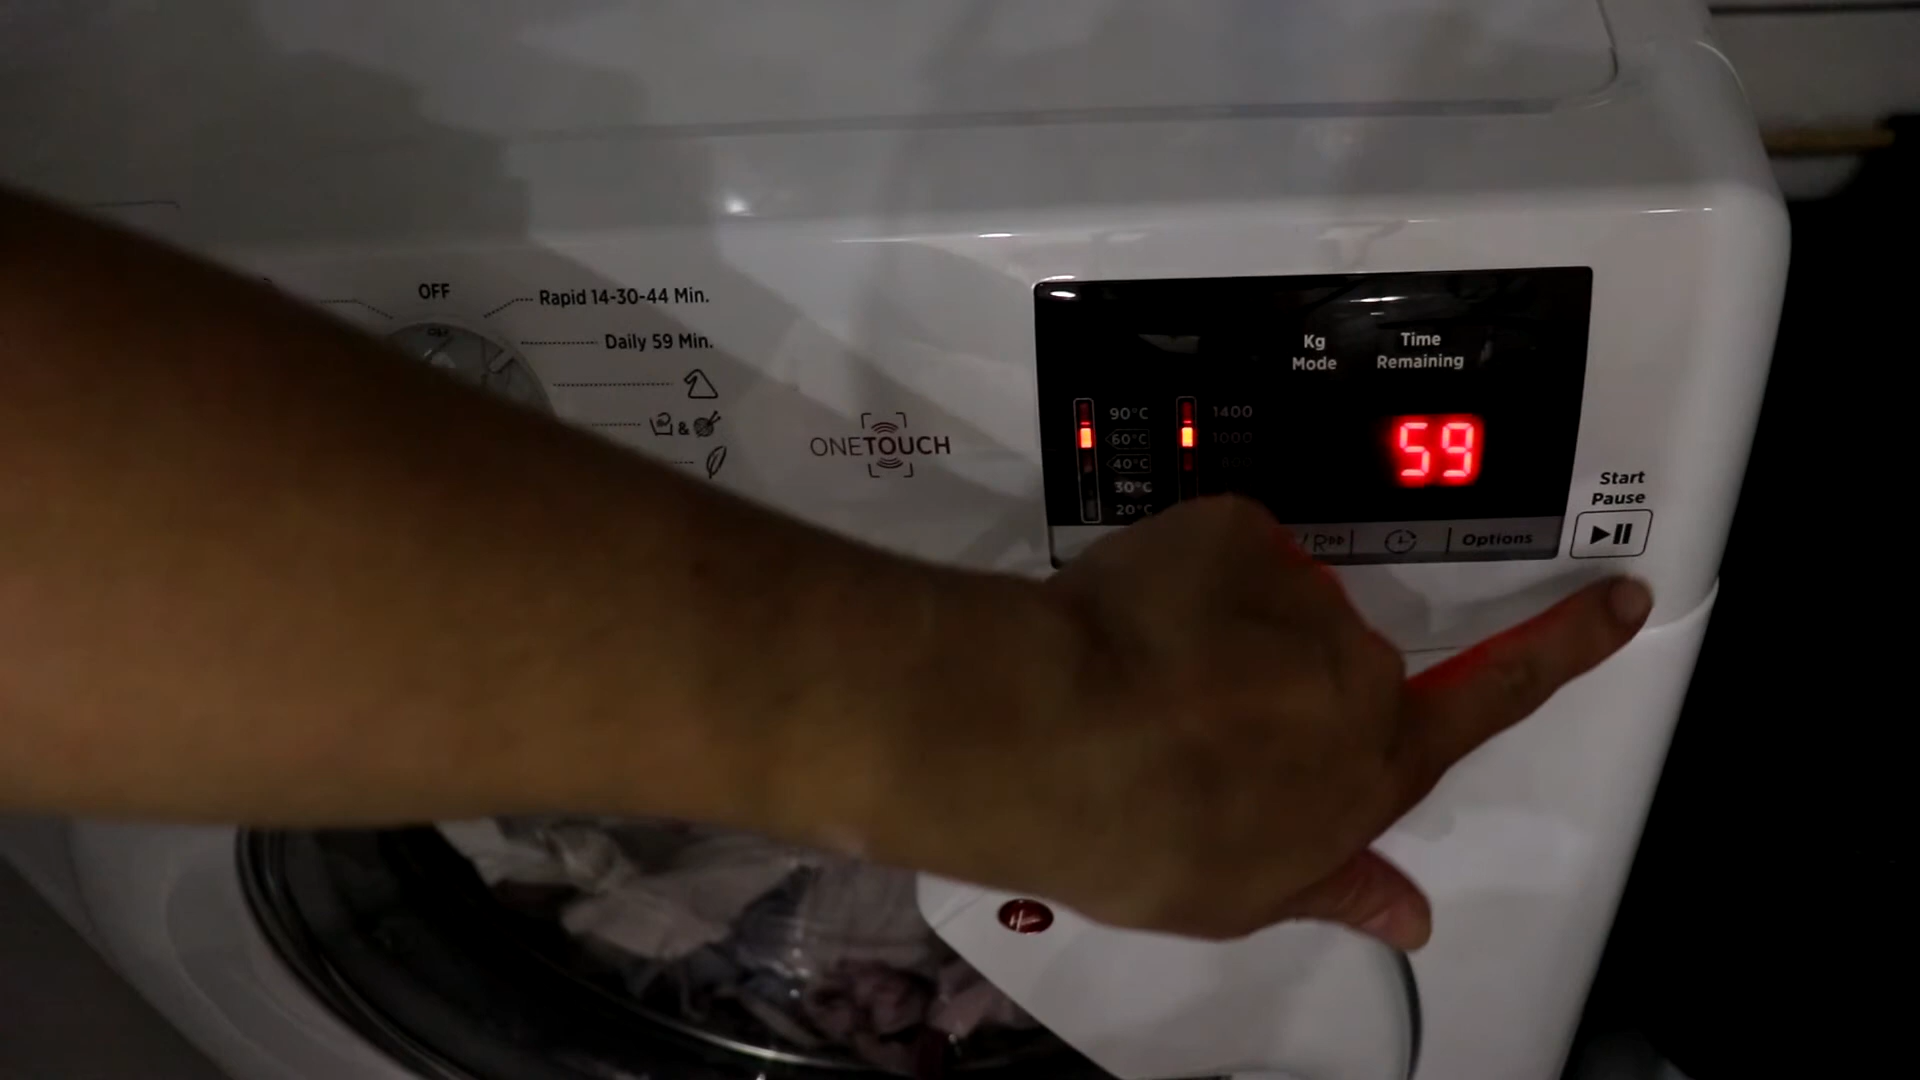 OFF
Rapid 14-30-44 Min.
Daily 59 Min.
&
ONETOUCH
Kg
Mode
Time
Remaining
90°C
60°C
40°C
30°C
20°C
1400
1000
800
59
Options
Start
Pause